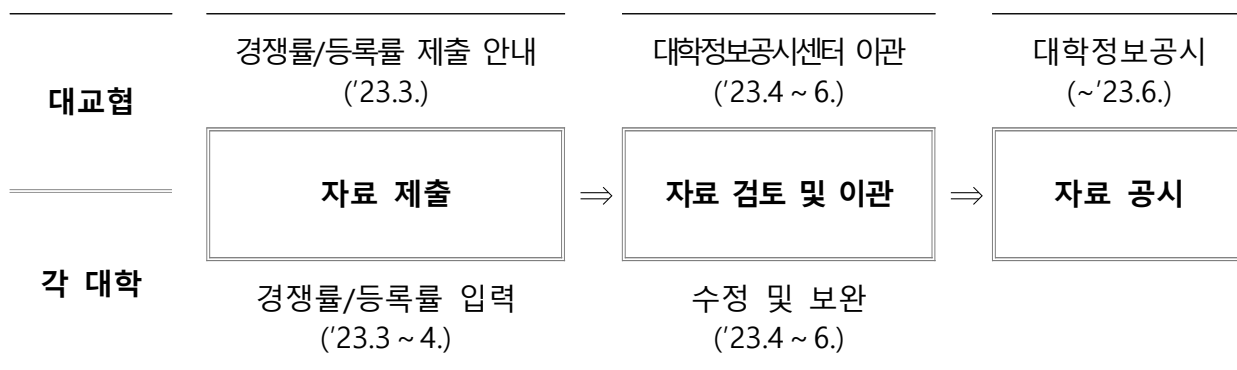 대교협
경쟁률/등록률 제출 안내
('23.3.)
대학정보공시센터 이관
('23.4 ~ 6.)
대학정보공시
(~'23.6.)
자료 제출
⇒
자료 검토 및 이관
⇒
자료 공시
각 대학
경쟁률/등록률 입력
('23.3 ~ 4.)
수정 및 보완
('23.4 ~ 6.)